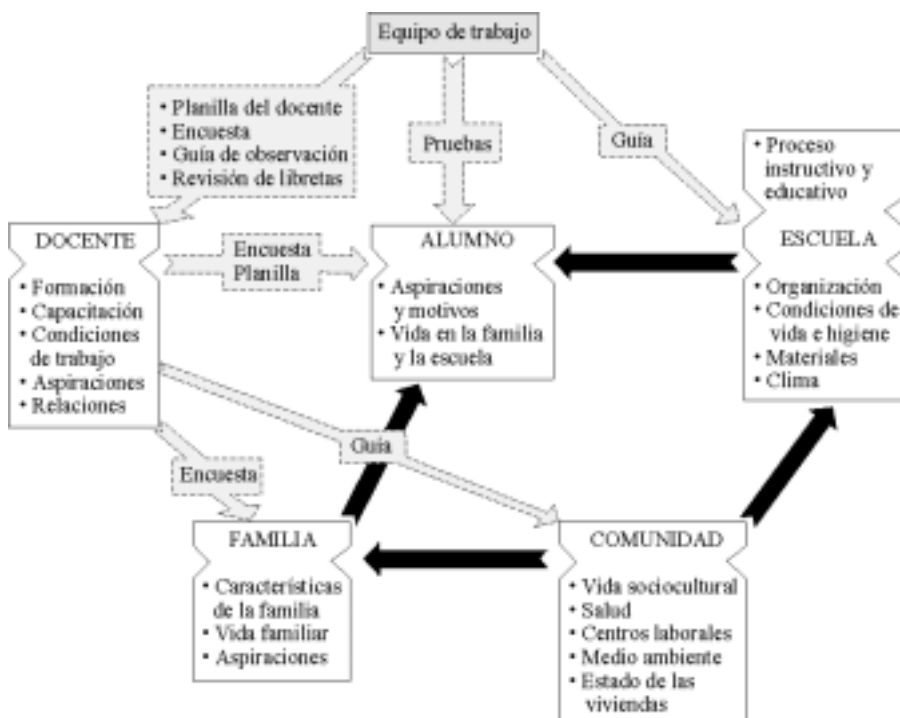 Equipo de trabajo
• Planilla del docente
• Encuesta
• Guía de observación
• Revisión de libretas
Pruebas
Guía
• Proceso
instructivo y
educativo
DOCENTE
• Formación
• Capacitación
• Condiciones
de trabajo
• Aspiraciones
• Relaciones
Encuesta
Planilla
ALUMNO
• Aspiraciones
y motivos
• Vida en la familia
y la escuela
ESCUELA
• Organización
• Condiciones de
vida e higiene
• Materiales
• Clima
Guía
Encuesta
FAMILIA
• Características
de la familia
• Vida familiar
• Aspiraciones
COMUNIDAD
• Vida sociocultural
• Salud
• Centros laborales
• Medio ambiente
• Estado de las
viviendas